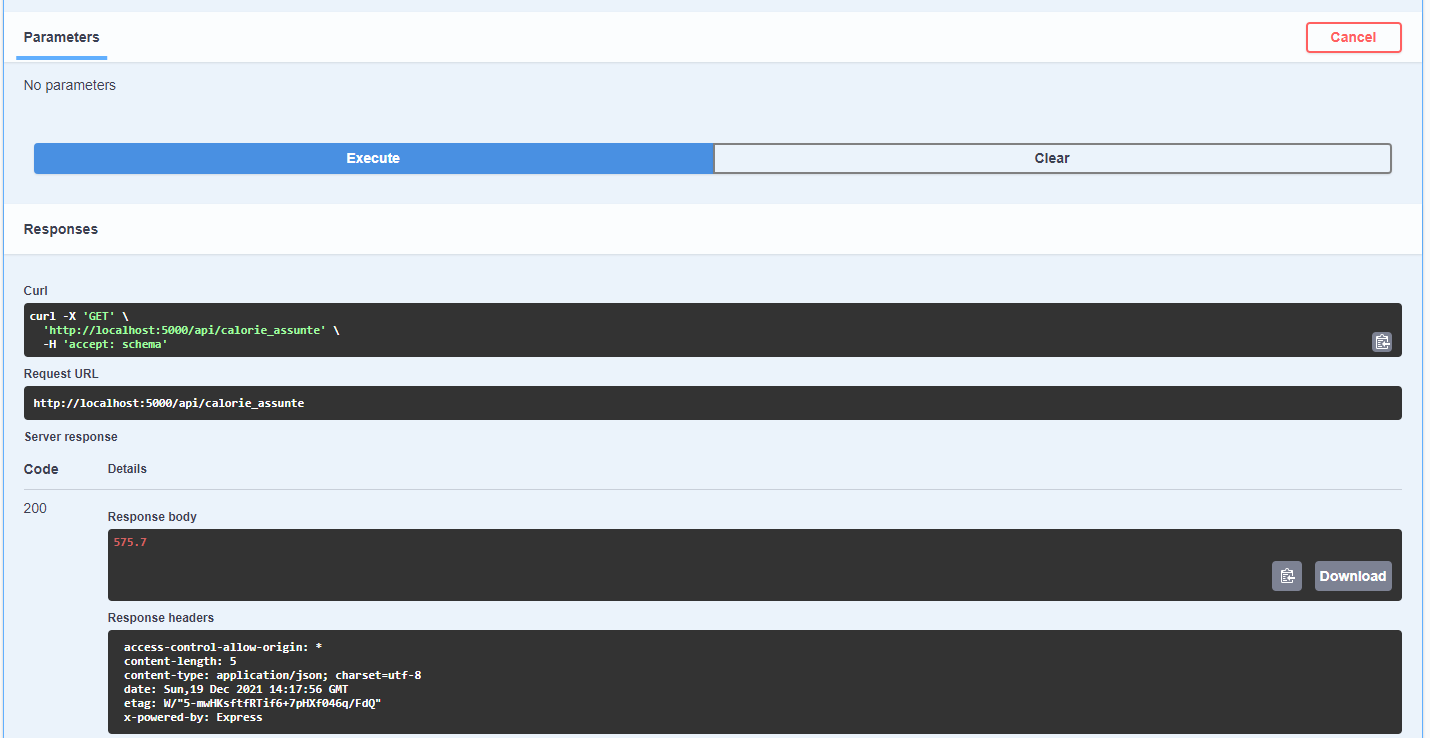 Parameters
Cancel
No parameters
Execute
Clear
Responses
Curl
curl -X 'GET' \
'http://localhost:5000/api/calorie_assunte' \
-H 'accept: schema'
Request URL
http://localhost:5000/api/calorie_assunte
Server response
Code Details
200
Response body
575.7
Download
Response headers
access-control-allow-origin: *
content-length: 5
content-type: application/json; charset=utf-8
date: Sun,19 Dec 2021 14:17:56 GMT
etag: W/"5-mwHKsftfRTif6+7pHXf046q/FdQ"
x-powered-by: Express